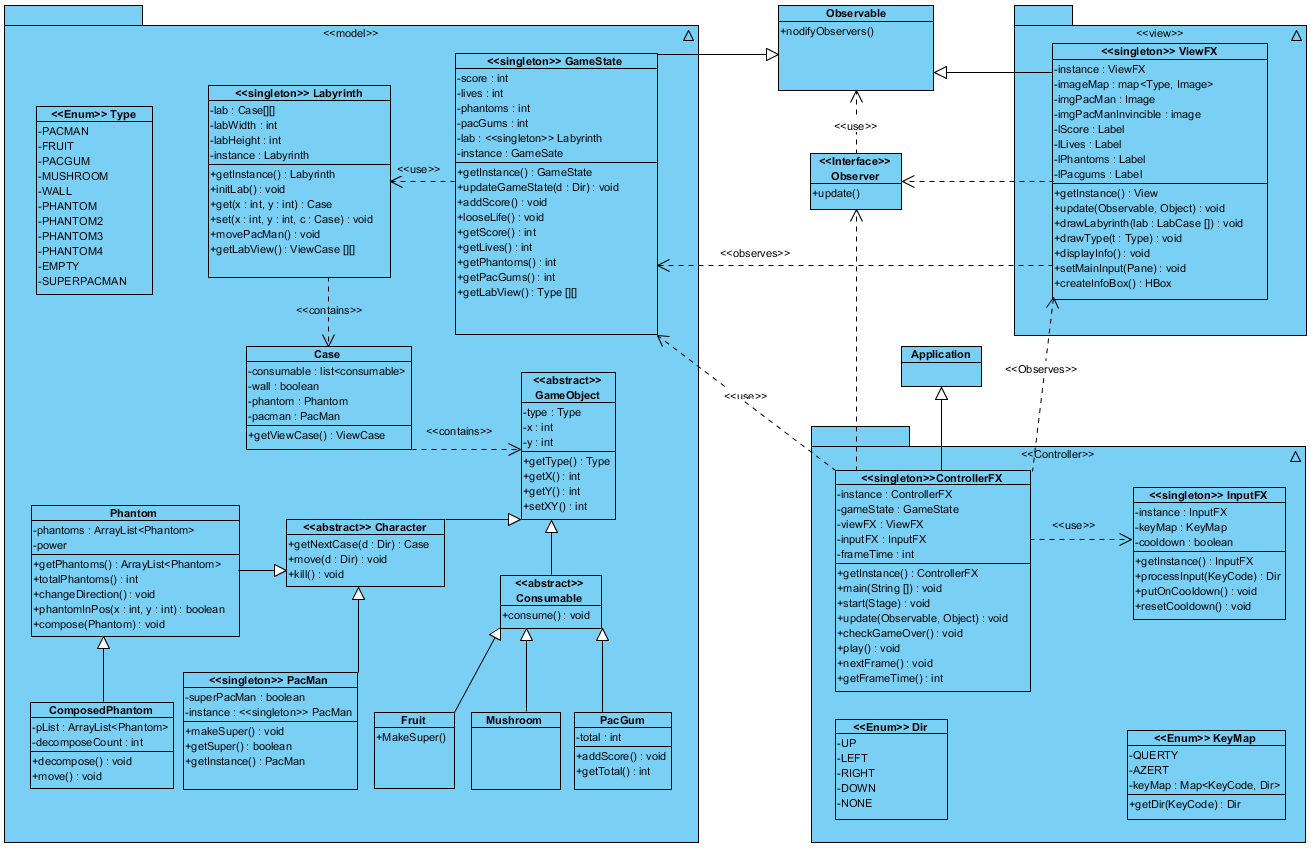 <<model>>
<<Enum>> Type
-PACMAN
-FRUIT
-PACGUM
-MUSHROOM
-WALL
-PHANTOM
-PHANTOM2
-PHANTOM3
-PHANTOM4
-EMPTY
-SUPERPACMAN
<<singleton>> Labyrinth
-lab : Case[][]
-labWidth : int
-labHeight : int
-instance : Labyrinth
+getInstance() : Labyrinth
+initLab() : void
+get(x : int, y : int) : Case
+set(x : int, y : int, c : Case) : void
+movePacMan() : void
+getLabView() : ViewCase [][]
<<use>>
<<singleton>> GameState
-score : int
-lives : int
-phantoms : int
-pacGums : int
-lab : <<singleton>> Labyrinth
-instance : GameSate
+getInstance() : GameState
+updateGameState(d : Dir) : void
+addScore() : void
+looseLife() : void
+getScore() : int
+getLives() : int
+getPhantoms() : int
+getPacGums() : int
+getLabView() : Type [][]
<<contains>>
Case
-consumable : list<consumable>
-wall : boolean
-phantom : Phantom
-pacman : PacMan
+getViewCase() : ViewCase
<<contains>>
<<abstract>>
GameObject
-type : Type
-x : int
-y : int
+getType() : Type
+getX() : int
+getY() : int
+setXY() : int
Phantom
-phantoms : ArrayList<Phantom>
-power
+getPhantoms() : ArrayList<Phantom>
+totalPhantoms() : int
+changeDirection() : void
+phantomInPos(x : int, y : int) : boolean
+compose(Phantom) : void
<<abstract>> Character
+getNextCase(d : Dir) : Case
+move(d : Dir) : void
+kill() : void
<<abstract>>
Consumable
+consume() : void
ComposedPhantom
-pList : ArrayList<Phantom>
-decomposeCount : int
+decompose() : void
+move() : void
<<singleton>> PacMan
-superPacMan : boolean
-instance : <<singleton>> PacMan
+makeSuper() : void
+getSuper() : boolean
+getInstance() : PacMan
Fruit
+MakeSuper()
Mushroom
PacGum
-total : int
+addScore() : void
+getTotal() : int
Observable
+nodifyObservers()
<<use>>
<<Interface>>
Observer
+update()
<<observes>>
<<use>>
<<view>>
<<singleton>> ViewFX
-instance : ViewFX
-imageMap : map<Type, Image>
-imgPacMan : Image
-imgPacManInvincible : image
-lScore : Label
-lLives : Label
-lPhantoms : Label
-lPacgums : Label
+getInstance() : View
+update(Observable, Object) : void
+drawLabyrinth(lab : LabCase []) : void
+drawType(t : Type) : void
+displayInfo() : void
+setMainInput(Pane) : void
+createInfoBox() : HBox
Application
<<Observes>>
<<Controller>>
<<singleton>>ControllerFX
-instance : ControllerFX
-gameState : GameState
-viewFX : ViewFX
-inputFX : InputFX
-frameTime : int
+getInstance() : ControllerFX
+main(String []) : void
+start(Stage) : void
+update(Observable, Object) : void
+checkGameOver() : void
+play() : void
+nextFrame() : void
+getFrameTime() : int
<<use>>
<<singleton>> InputFX
-instance : InputFX
-keyMap : KeyMap
-cooldown : boolean
+getInstance() : InputFX
+processInput(KeyCode) : Dir
+putOnCooldown() : void
+resetCooldown() : void
<<Enum>> Dir
-UP
-LEFT
-RIGHT
-DOWN
-NONE
<<Enum>> KeyMap
-QUERTY
-AZERT
-keyMap : Map<KeyCode, Dir>
+getDir(KeyCode) : Dir